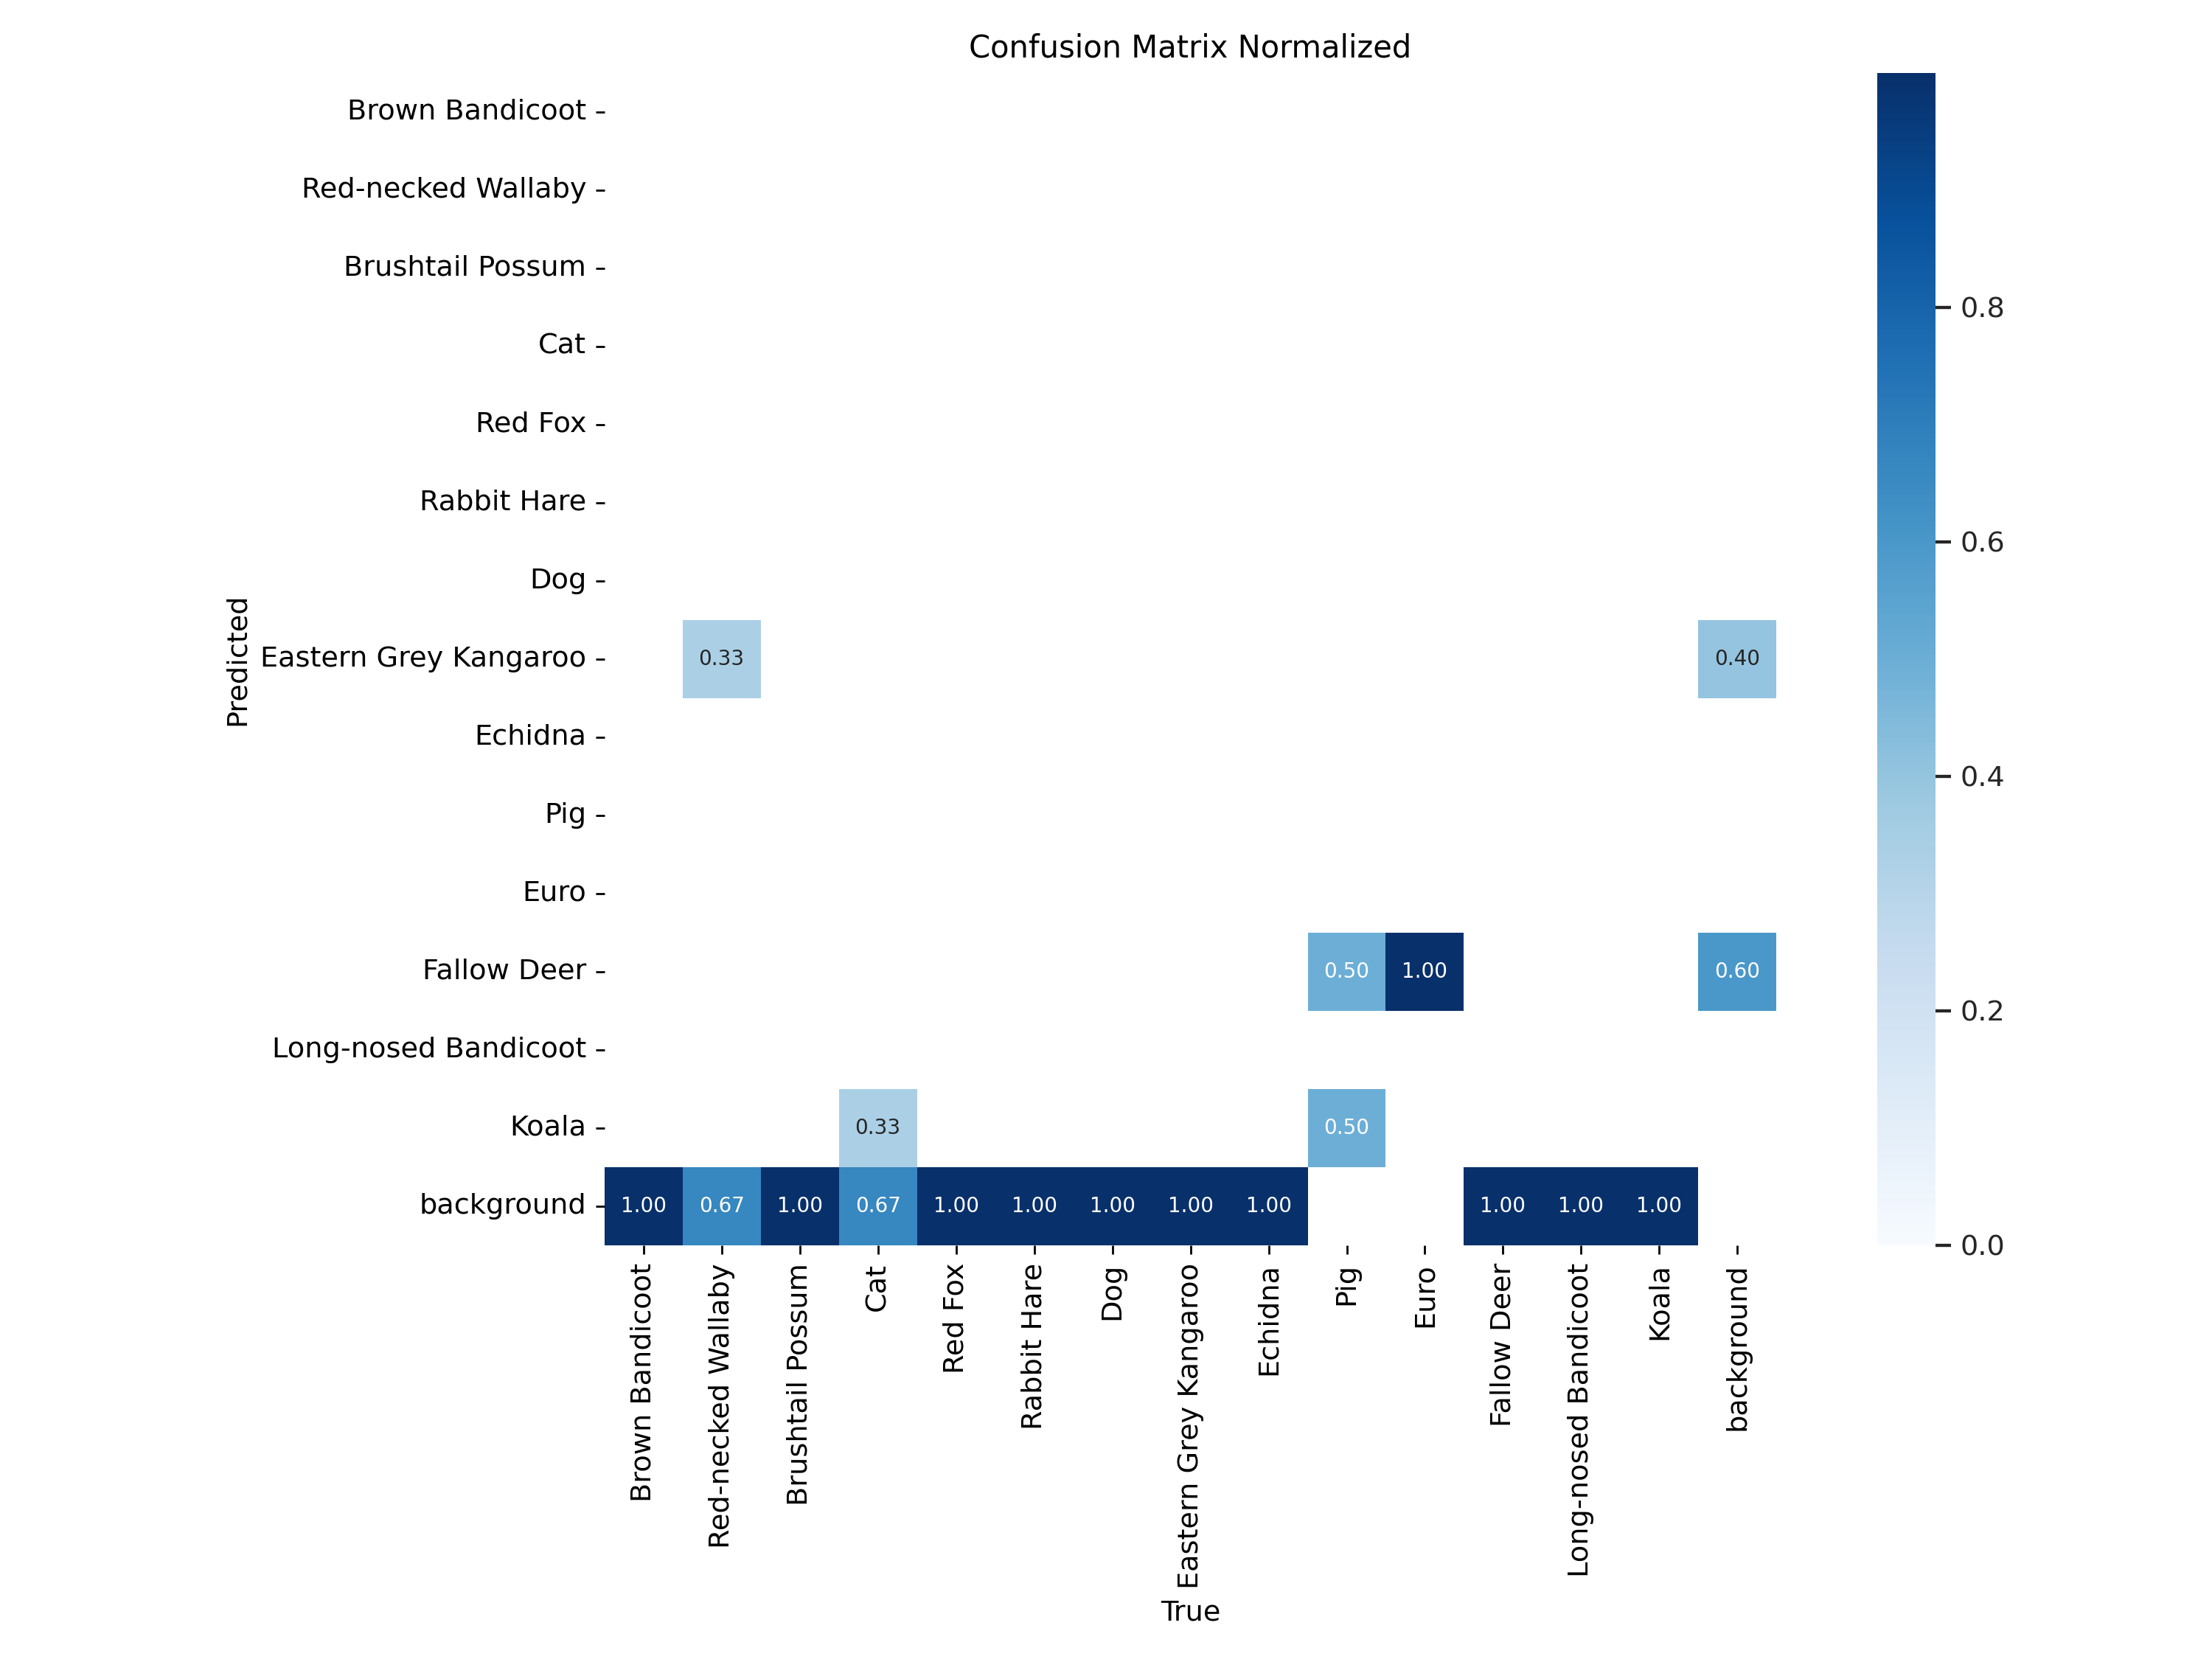 Confusion Matrix Normalized
Predicted
Brown Bandicoot
Red-necked Wallaby
Brushtail Possum
Cat
Red Fox
Rabbit Hare
Dog
Eastern Grey Kangaroo 0.33 0.40
Echidna
Pig
Euro
Fallow Deer 0.50 1.00 0.60
Long-nosed Bandicoot
Koala 0.33 0.50
background 1.00 0.67 1.00 0.67 1.00 1.00 1.00 1.00 1.00 1.00 1.00 1.00
Brown Bandicoot
Red-necked Wallaby
Brushtail Possum
Cat
Red Fox
Rabbit Hare
Dog
Eastern Grey Kangaroo
Echidna
Pig
Euro
Fallow Deer
Long-nosed Bandicoot
Koala
background
True
0.8
0.6
0.4
0.2
0.0